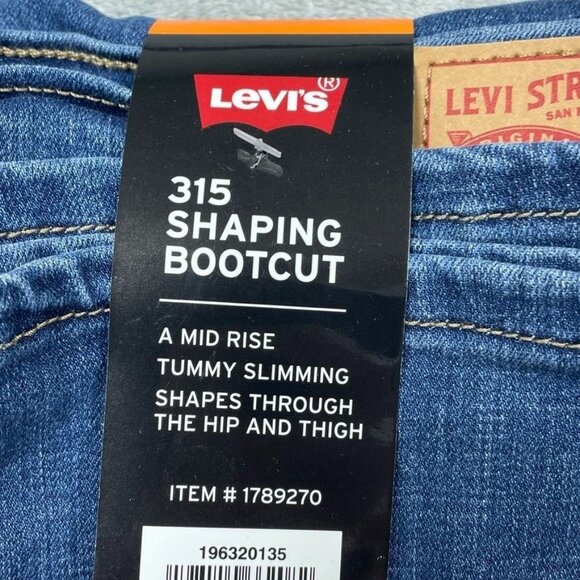 LEVI'S®
315
SHAPING
BOOTCUT
A MID RISE
TUMMY SLIMMING
SHAPES THROUGH
THE HIP AND THIGH
ITEM # 1789270
196320135
LEVI STR
SAN